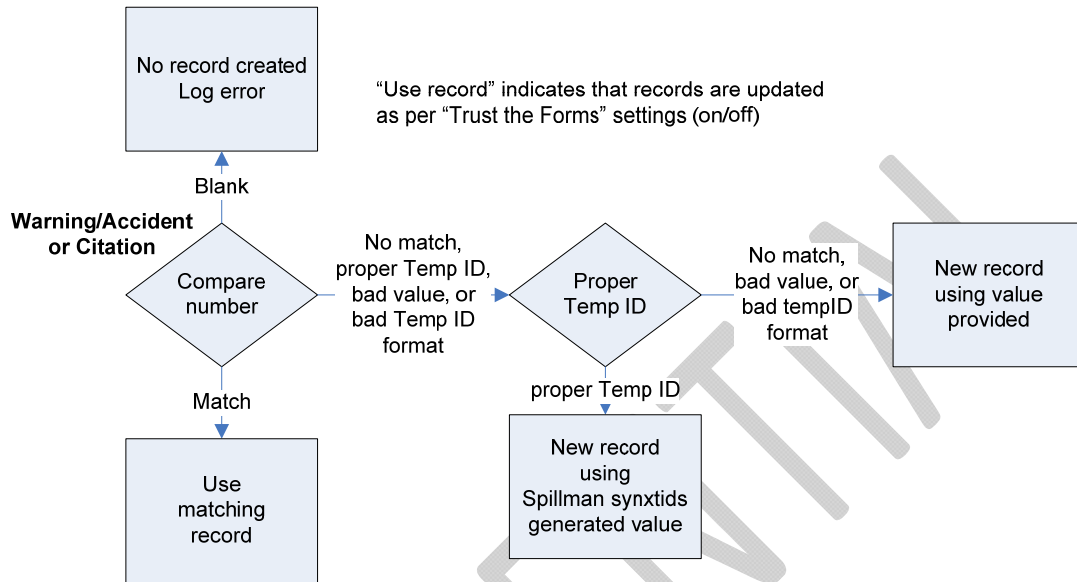 No record created
Log error
“Use record” indicates that records are updated
as per “Trust the Forms” settings (on/off)
Blank
Warning/Accident
or Citation
Compare
number
No match,
proper Temp ID,
bad value, or
bad Temp ID
format
Proper
Temp ID
No match,
bad value, or
bad tempID
format
New record
using value
provided
Match
proper Temp ID
Use
matching
record
New record
using
Spillman synxtids
generated value